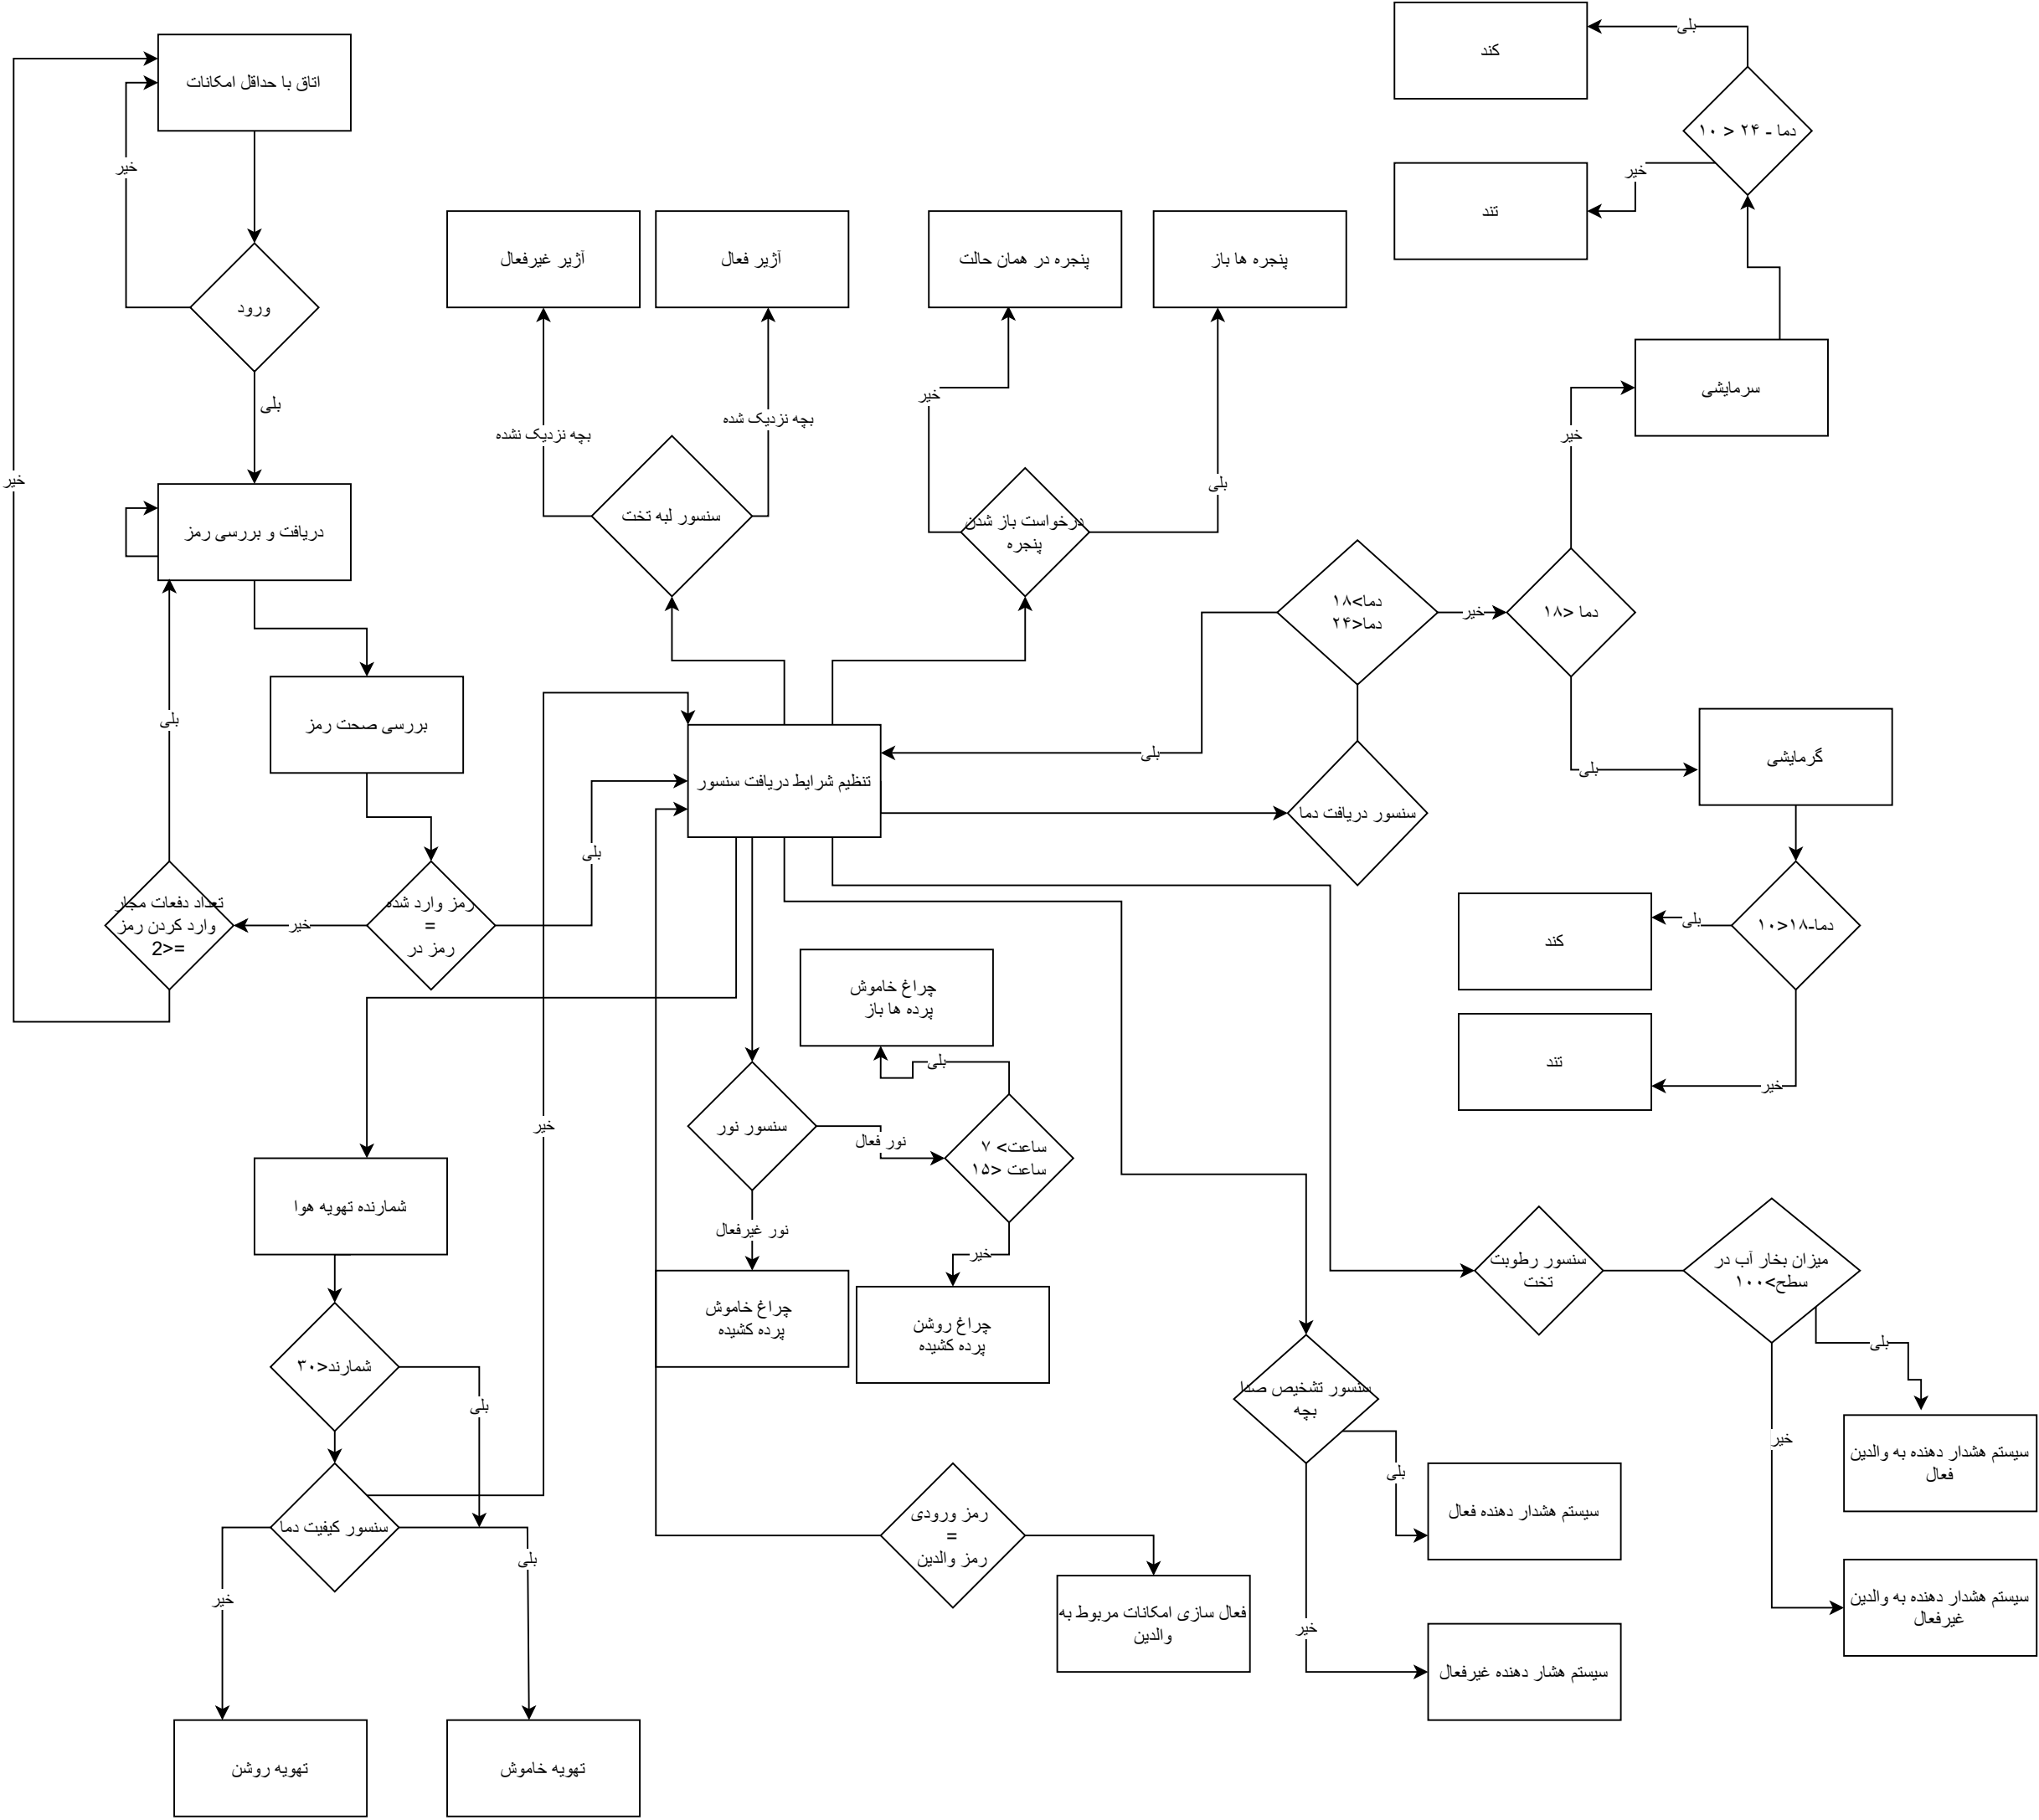 اتاق با حداقل امکانات
خیر
ورود
بلی
خیر
دریافت و بررسی رمز
بلی
بررسی صحت رمز
تعداد دفعات مجار
وارد کردن رمز
2>=
خیر
رمز وارد شده
=
رمز در
بلی
آژیر غیرفعال
آژیر فعال
بچه نزدیک نشده
بچه نزدیک شده
سنسور لبه تخت
پنجره در همان حالت
پنجره ها باز
خیر
بلی
درخواست باز شدن
پنجره
تنظیم شرایط دریافت سنسور
بلی
سنسور دریافت دما
دما>۱۸
دما<۲۴
خیر
دما <۱۸
خیر
بلی
سرمایشی
دما - ۲۴ < ۱۰
بلی
کند
خیر
تند
گرمایشی
دما-۱۸<۱۰
بلی
کند
خیر
تند
چراغ خاموش
پرده ها باز
بلی
سنسور نور
نور فعال
ساعت> ۷
ساعت <۱۵
نور غیرفعال
خیر
چراغ خاموش
پرده کشیده
چراغ روشن
پرده کشیده
خیر
شمارنده تهویه هوا
شمارند<۳۰
بلی
سنسور کیفیت دما
خیر
بلی
تهویه روشن
تهویه خاموش
رمز ورودی
=
رمز والدین
فعال سازی امکانات مربوط به
والدین
سنسور تشخیص صدا
بچه
بلی
سیستم هشدار دهنده فعال
خیر
سیستم هشار دهنده غیرفعال
سنسور رطوبت
تخت
میزان بخار آب در
سطح>۱۰۰
بلی
خیر
سیستم هشدار دهنده به والدین
فعال
سیستم هشدار دهنده به والدین
غیرفعال